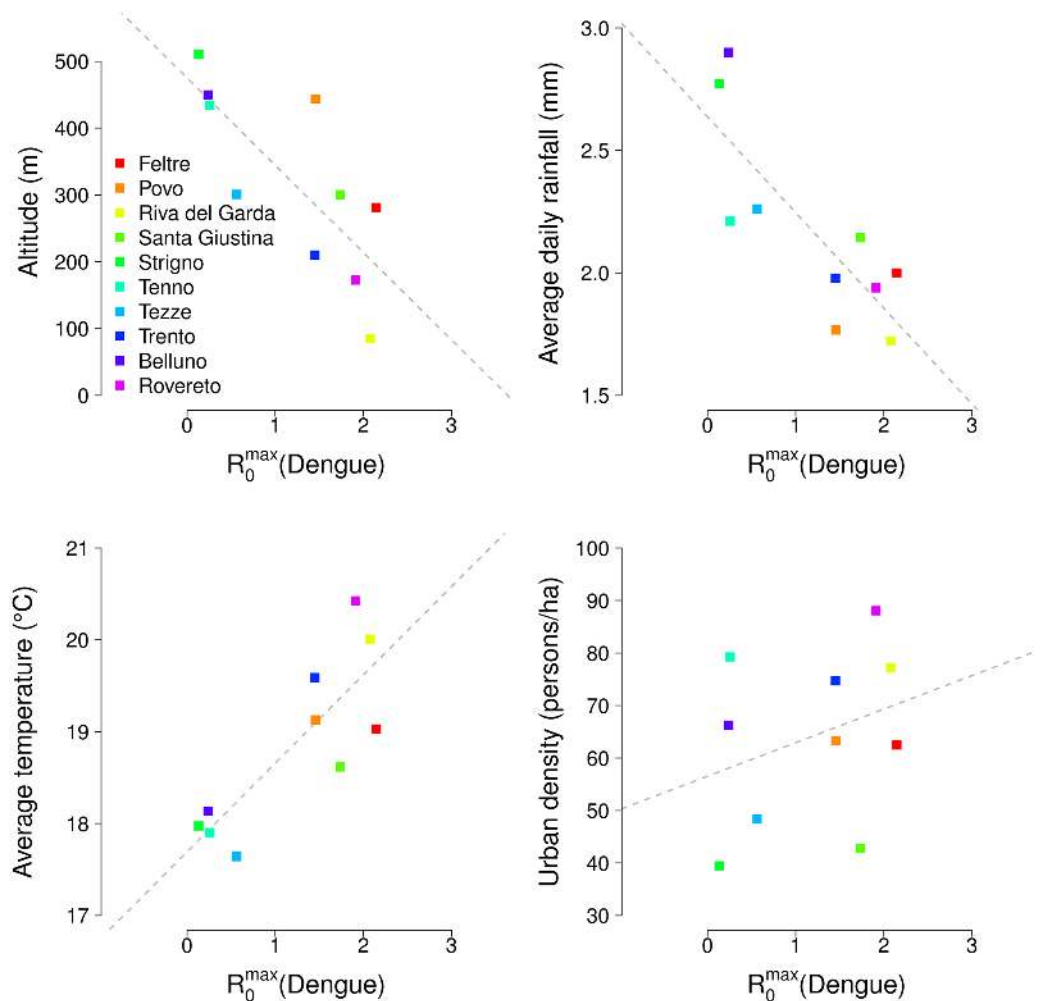 500
400
300
200
100
0
Altitude (m)
Feltre
Povo
Riva del Garda
Santa Giustina
Strigno
Tenno
Tezze
Trento
Belluno
Rovereto
0 1 2 3
R₀ᵐᵃˣ(Dengue)
3.0
2.5
2.0
1.5
Average daily rainfall (mm)
0 1 2 3
R₀ᵐᵃˣ(Dengue)
21
20
19
18
17
Average temperature (°C)
0 1 2 3
R₀ᵐᵃˣ(Dengue)
100
90
80
70
60
50
40
30
Urban density (persons/ha)
0 1 2 3
R₀ᵐᵃˣ(Dengue)